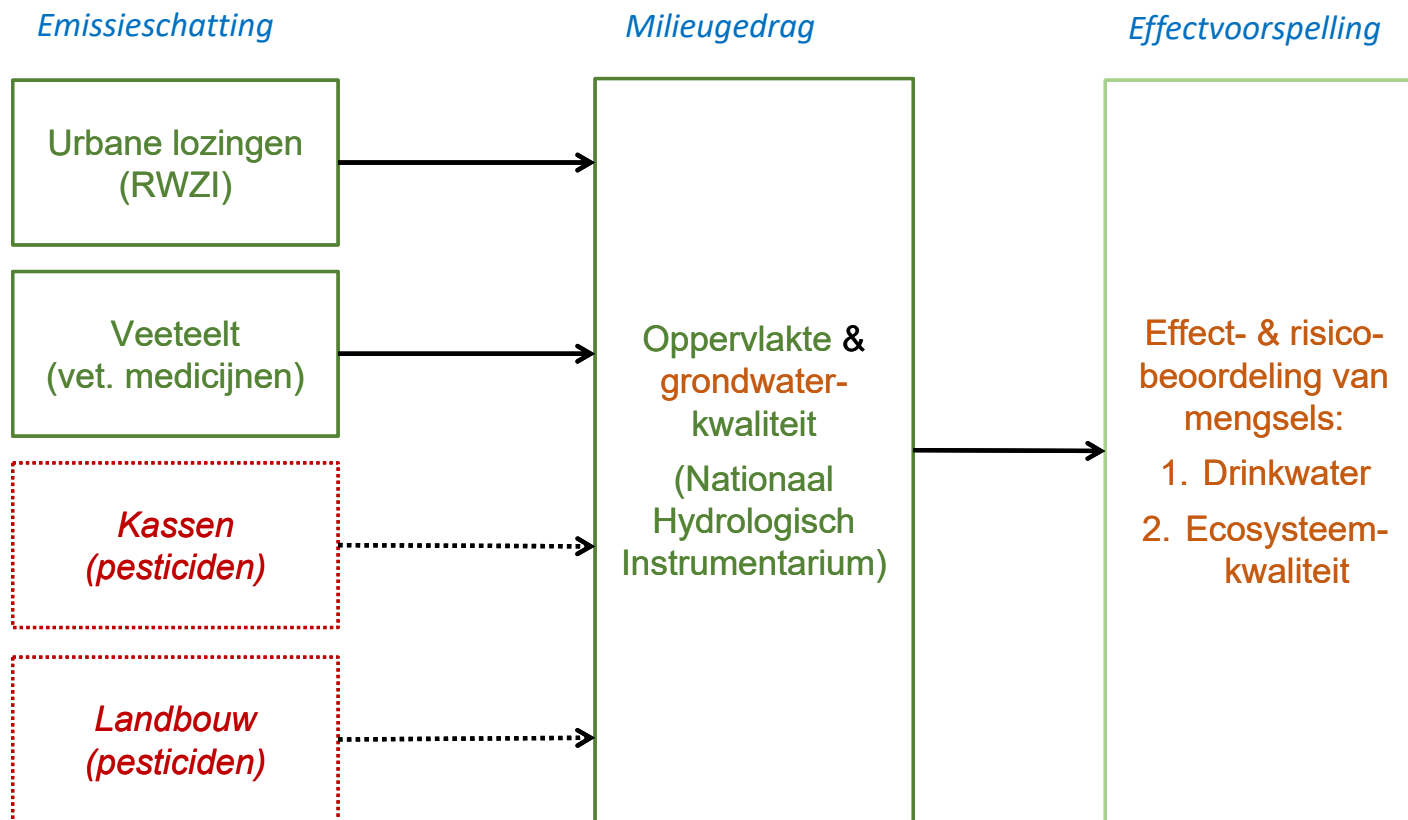 Emissieschatting
Milieugedrag
Effectvoorspelling
Urbane lozingen
(RWZI)
Veeteelt
(vet. medicijnen)
Kassen
(pesticiden)
Landbouw
(pesticiden)
Oppervlakte &
grondwater-
kwaliteit
(Nationaal
Hydrologisch
Instrumentarium)
Effect- & risico-
beoordeling van
mengsels:
1. Drinkwater
2. Ecosysteem-
kwaliteit